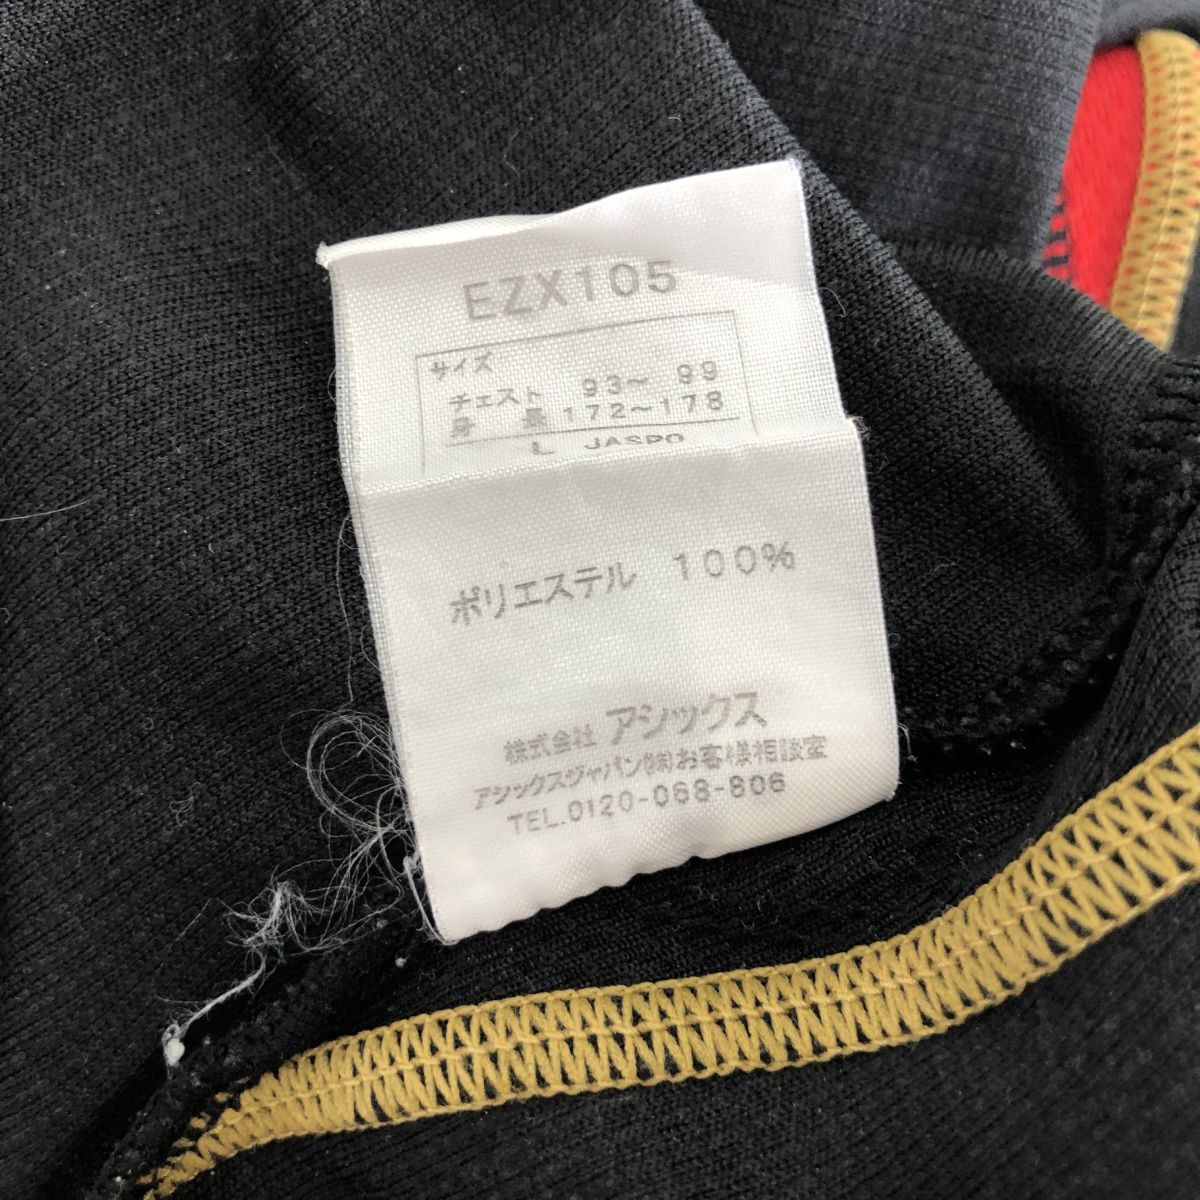 EZX105
サイズ
チェスト 93～ 99
身 長 172～178
L JASPO
ポリエステル 100%
株式会社 アシックス
アシックスジャパン(株)お客様相談室
TEL.0120-068-806